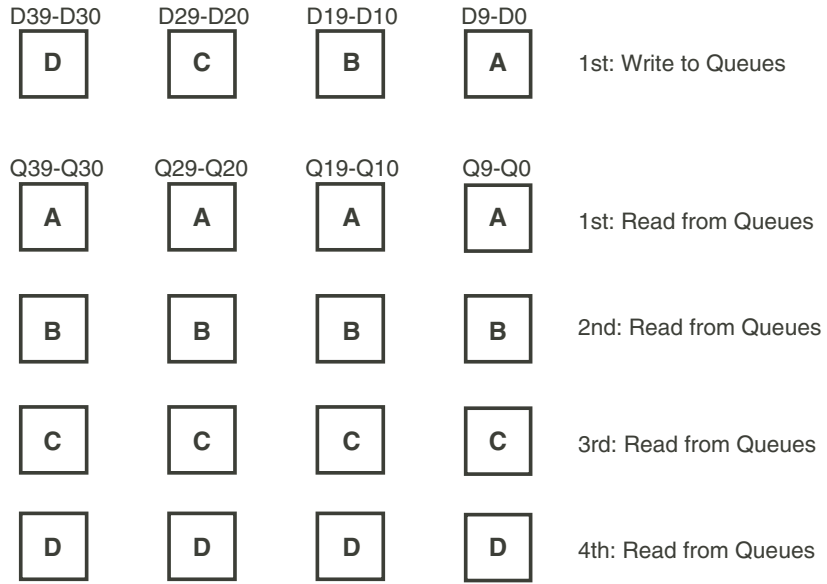 D39-D30 D29-D20 D19-D10 D9-D0
D C B A 1st: Write to Queues
Q39-Q30 Q29-Q20 Q19-Q10 Q9-Q0
A A A A 1st: Read from Queues
B B B B 2nd: Read from Queues
C C C C 3rd: Read from Queues
D D D D 4th: Read from Queues